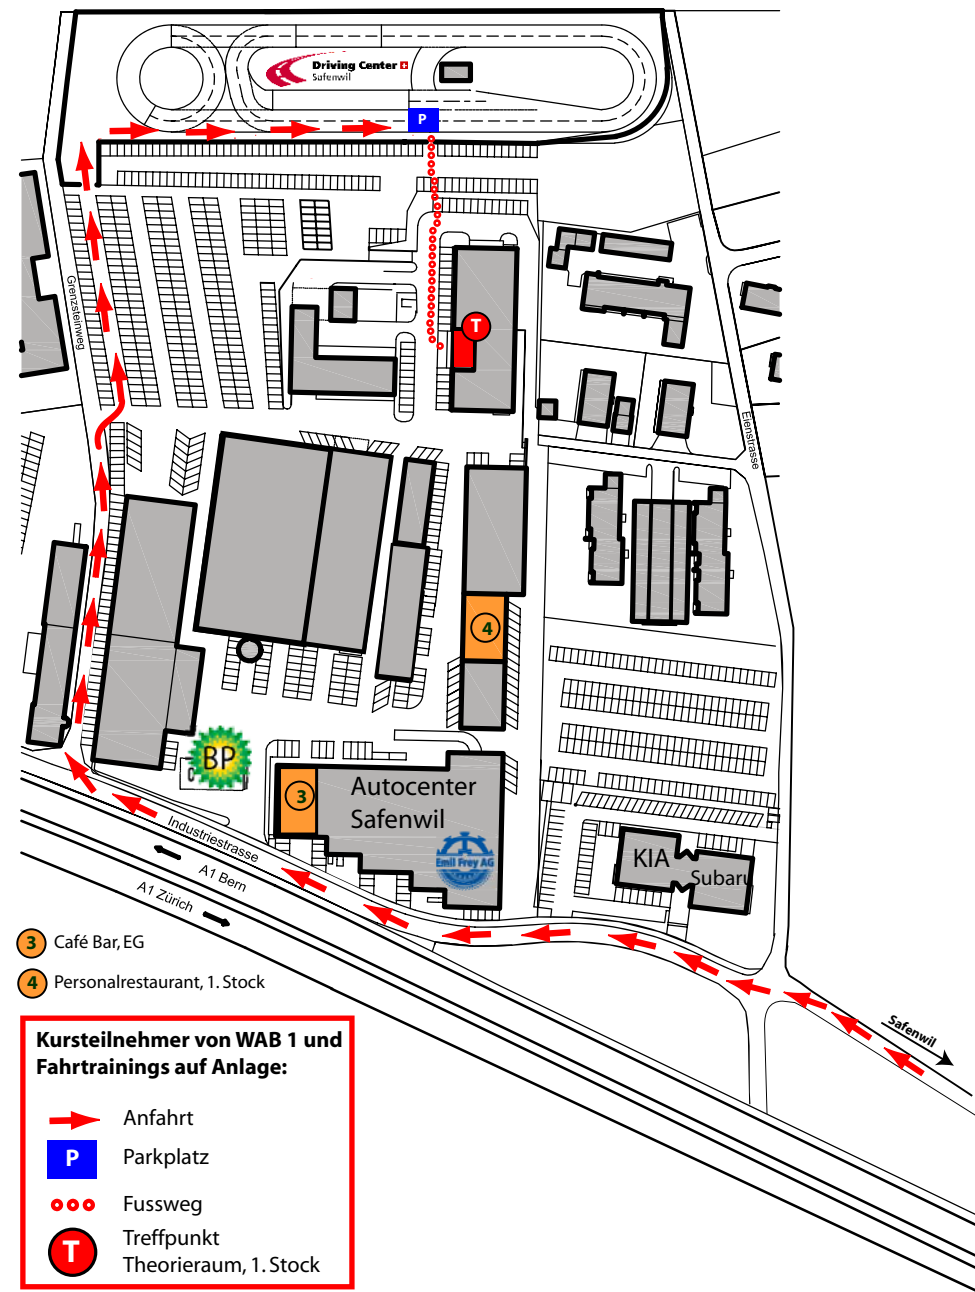 Driving Center
Safenwil
P
Grenzsteinweg
T
Eienstrasse
4
BP
3
Autocenter
Safenwil
Emil Frey AG
KIA
Subaru
Industriestrasse
A1 Bern
A1 Zürich
Safenwil
3 Café Bar, EG
4 Personalrestaurant, 1. Stock
Kursteilnehmer von WAB 1 und
Fahrtrainings auf Anlage:
Anfahrt
P Parkplatz
Fussweg
T Treffpunkt
Theorieraum, 1. Stock